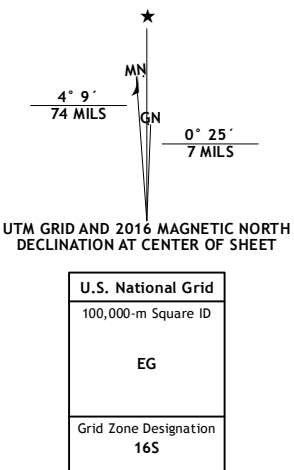 ★
MN
4° 9´
74 MILS
GN
0° 25´
7 MILS
UTM GRID AND 2016 MAGNETIC NORTH
DECLINATION AT CENTER OF SHEET
U.S. National Grid
100,000-m Square ID
EG
Grid Zone Designation
16S